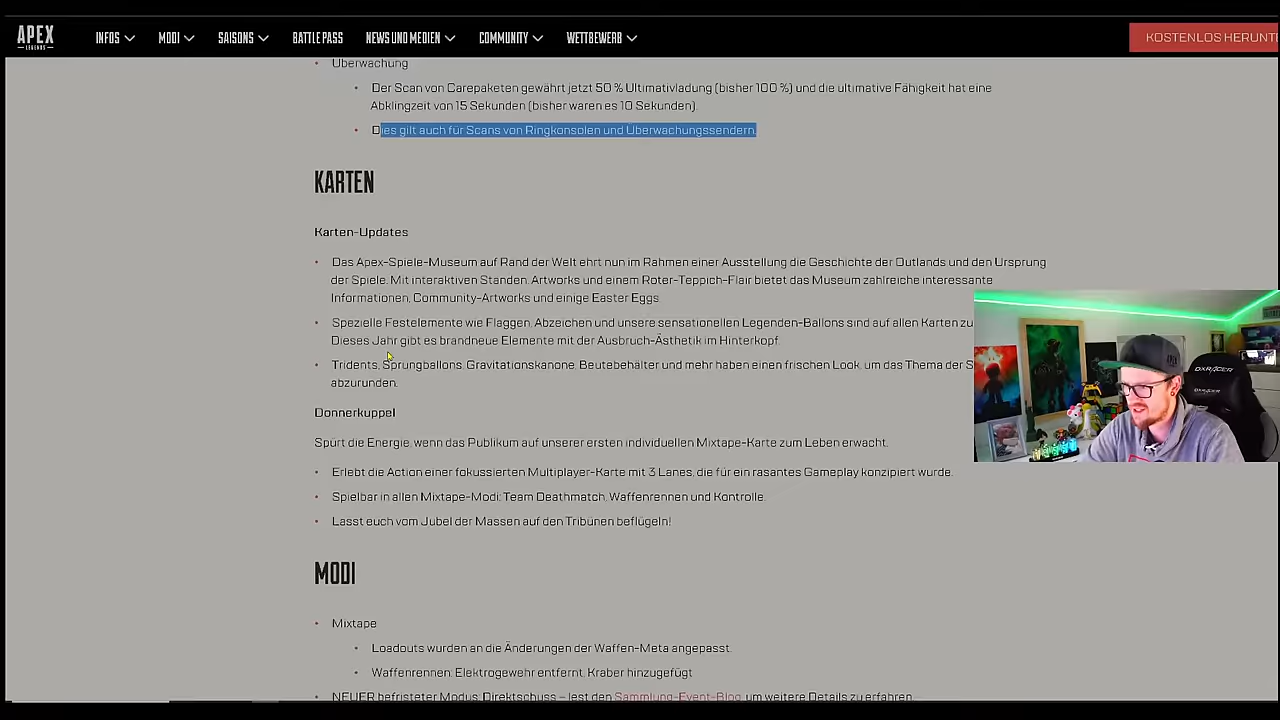 APEX
LEGENDS
INFOS MODI SAISONS BATTLE PASS NEWS UND MEDIEN COMMUNITY WETTBEWERB KOSTENLOS HERUNT
Überwachung
Der Scan von Carepaketen gewährt jetzt 50 % Ultimativladung (bisher 100 %) und die ultimative Fähigkeit hat eine
Abklingzeit von 15 Sekunden (bisher waren es 10 Sekunden).
Dies gilt auch für Scans von Ringkonsolen und Überwachungssendern.
KARTEN
Karten-Updates
Das Apex-Spiele-Museum auf Rand der Welt ehrt nun im Rahmen einer Ausstellung die Geschichte der Outlands und den Ursprung
der Spiele. Mit interaktiven Ständen, Artworks und einem Roter-Teppich-Flair bietet das Museum zahlreiche interessante
Informationen, Community-Artworks und einige Easter Eggs.
Spezielle Festelemente wie Flaggen, Abzeichen und unsere sensationellen Legenden-Ballons sind auf allen Karten zu
Dieses Jahr gibt es brandneue Elemente mit der Ausbruch-Ästhetik im Hinterkopf.
Tridents, Sprungballons, Gravitationskanone, Beutebehälter und mehr haben einen frischen Look, um das Thema der S
abzurunden.
Donnerkuppel
Spürt die Energie, wenn das Publikum auf unserer ersten individuellen Mixtape-Karte zum Leben erwacht.
Erlebt die Action einer fokussierten Multiplayer-Karte mit 3 Lanes, die für ein rasantes Gameplay konzipiert wurde.
Spielbar in allen Mixtape-Modi: Team Deathmatch, Waffenrennen und Kontrolle.
Lasst euch vom Jubel der Massen auf den Tribünen beflügeln!
MODI
Mixtape
Loadouts wurden an die Änderungen der Waffen-Meta angepasst.
Waffenrennen: Elektrogewehr entfernt, Kraber hinzugefügt
NEUER befristeter Modus, Direktschuss – lest den Sammlung-Event-Blog, um weitere Details zu erfahren.